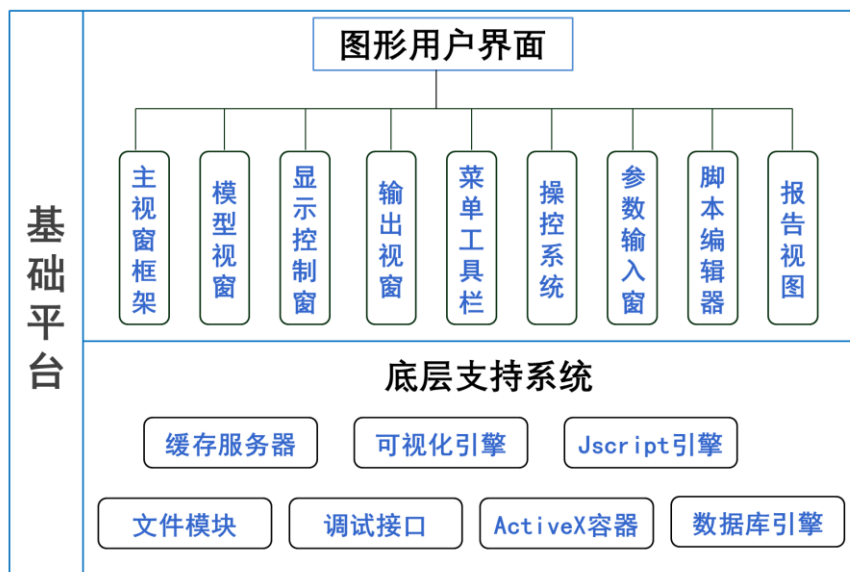 基础平台
图形用户界面
主视窗框架
模型视窗
显示控制窗
输出视窗
菜单工具栏
操控系统
参数输入窗
脚本编辑器
报告视图
底层支持系统
缓存服务器
可视化引擎
Jscript引擎
文件模块
调试接口
ActiveX容器
数据库引擎